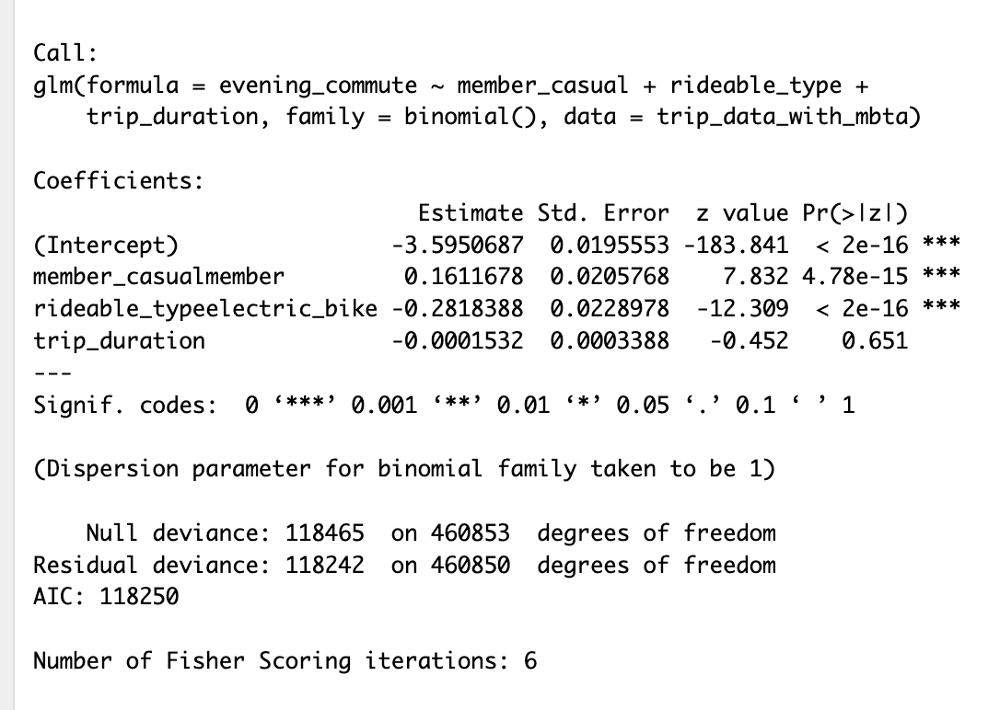 Call:
glm(formula = evening_commute ~ member_casual + rideable_type +
    trip_duration, family = binomial(), data = trip_data_with_mbta)

Coefficients:
                             Estimate Std. Error  z value Pr(>|z|)
(Intercept)                -3.5950687  0.0195553 -183.841  < 2e-16 ***
member_casualmember         0.1611678  0.0205768    7.832 4.78e-15 ***
rideable_typeelectric_bike -0.2818388  0.0228978  -12.309  < 2e-16 ***
trip_duration              -0.0001532  0.0003388   -0.452    0.651
---
Signif. codes:  0 ‘***’ 0.001 ‘**’ 0.01 ‘*’ 0.05 ‘.’ 0.1 ‘ ’ 1

(Dispersion parameter for binomial family taken to be 1)

    Null deviance: 118465  on 460853  degrees of freedom
Residual deviance: 118242  on 460850  degrees of freedom
AIC: 118250

Number of Fisher Scoring iterations: 6